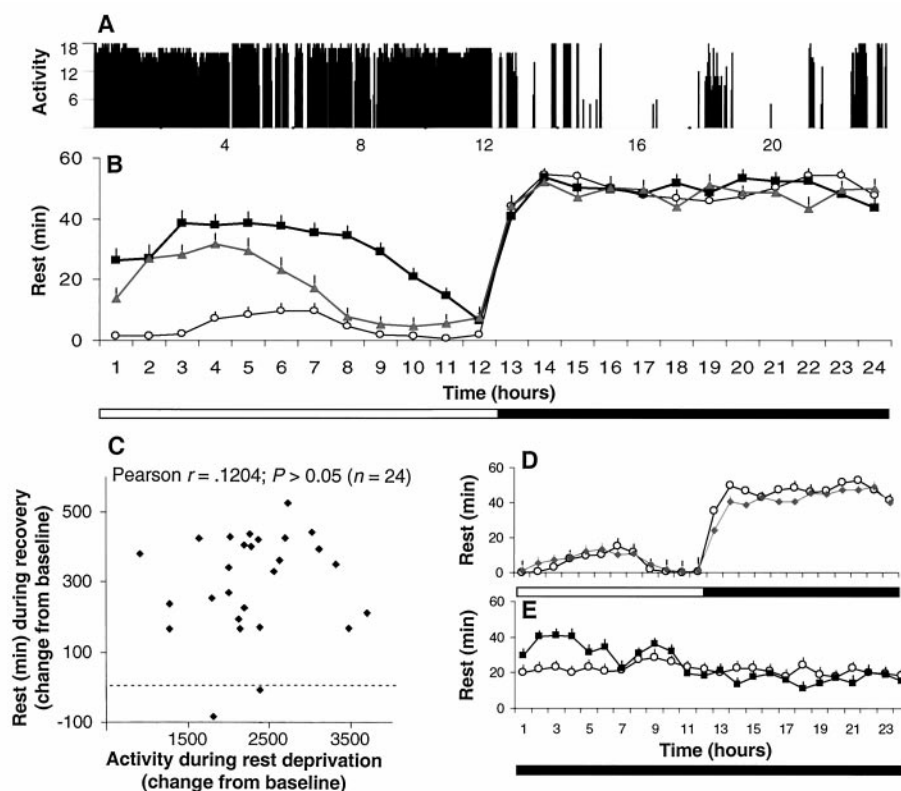 A
Activity
18
12
6
4
8
12
16
20
B
Rest (min)
60
40
20
0
1 2 3 4 5 6 7 8 9 10 11 12 13 14 15 16 17 18 19 20 21 22 23 24
Time (hours)
C
Pearson r = .1204; P > 0.05 (n = 24)
Rest (min) during recovery
(change from baseline)
500
300
100
-100
1500 2500 3500
Activity during rest deprivation
(change from baseline)
D
Rest (min)
60
40
20
0
E
Rest (min)
60
40
20
0
1 3 5 7 9 11 13 15 17 19 21 23
Time (hours)